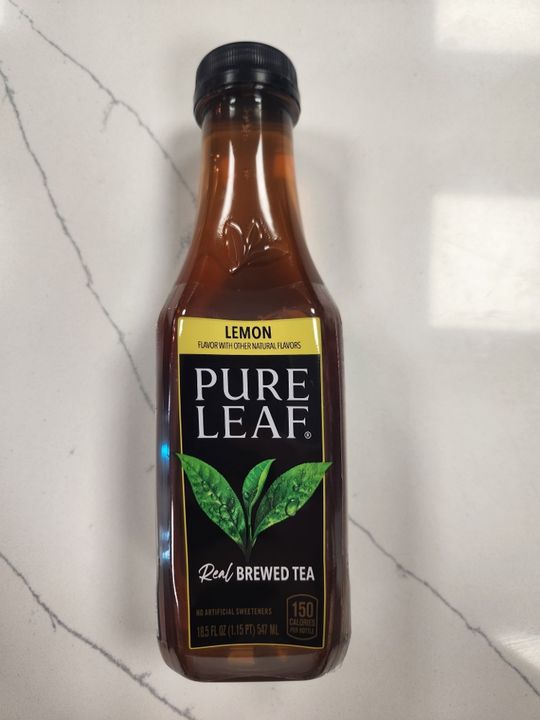 LEMON
FLAVOR WITH OTHER NATURAL FLAVORS
PURE
LEAF®
Real BREWED TEA
NO ARTIFICIAL SWEETENERS
18.5 FL OZ (1.15 PT) 547 ML
150
CALORIES
PER BOTTLE